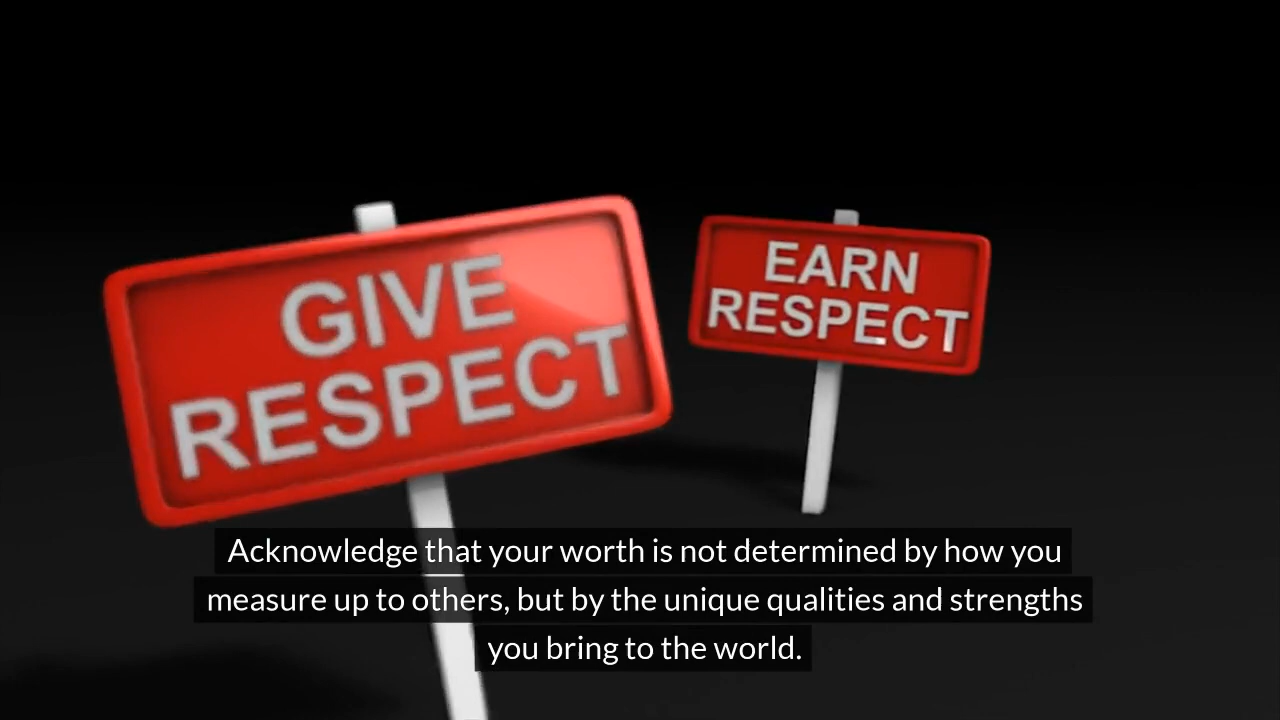 GIVE
RESPECT
EARN
RESPECT
Acknowledge that your worth is not determined by how you
measure up to others, but by the unique qualities and strengths
you bring to the world.